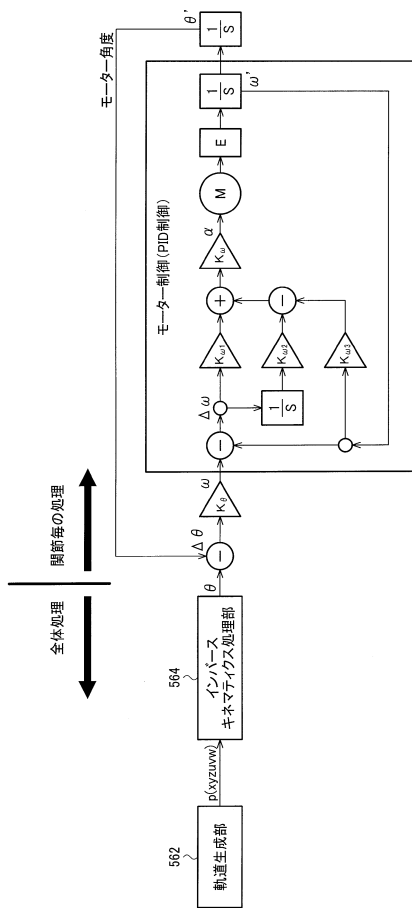 全体処理
関節毎の処理
モーター角度
モーター制御(PID制御)
562
軌道生成部
p(xyzuvw)
564
インバース
キネマティクス処理部
θ
Δθ
−
Kθ
ω
−
Δω
Kω1
+
Kω
α
M
E
1/S
ω'
1/S
θ'
1/S
Kω2
−
Kω3